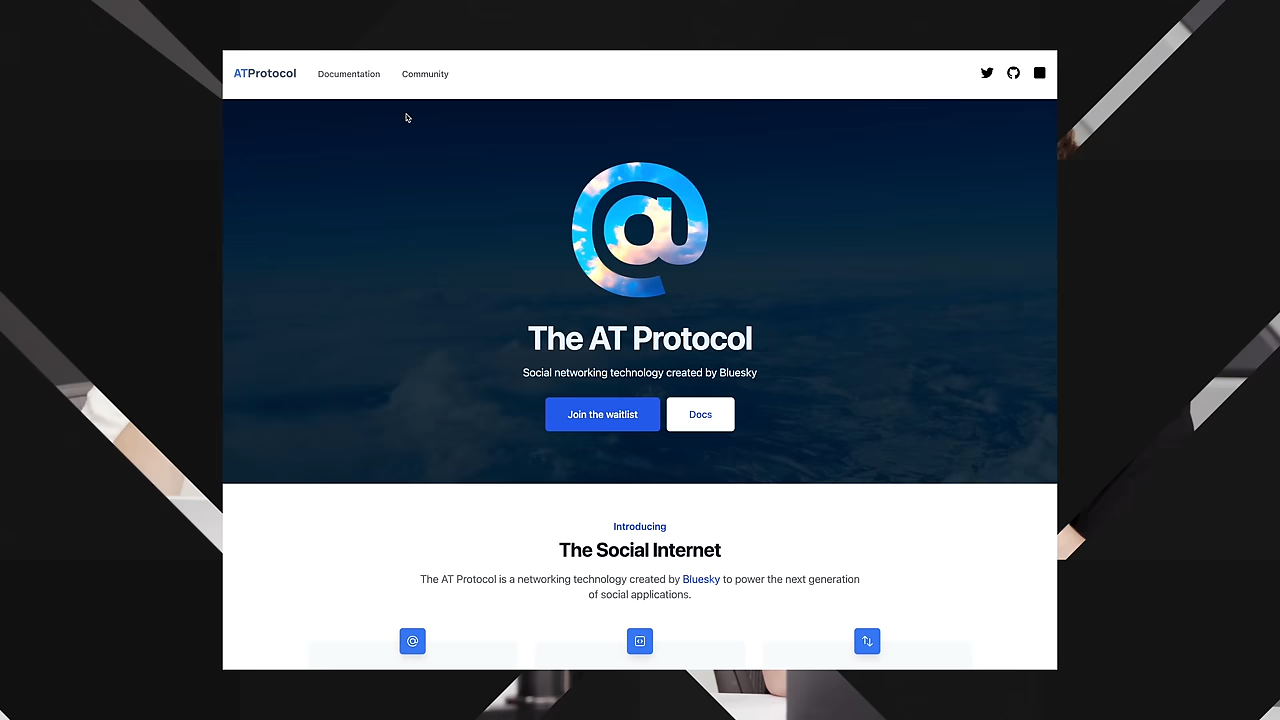 ATProtocol Documentation Community
The AT Protocol
Social networking technology created by Bluesky
Join the waitlist Docs
Introducing
The Social Internet
The AT Protocol is a networking technology created by Bluesky to power the next generation
of social applications.